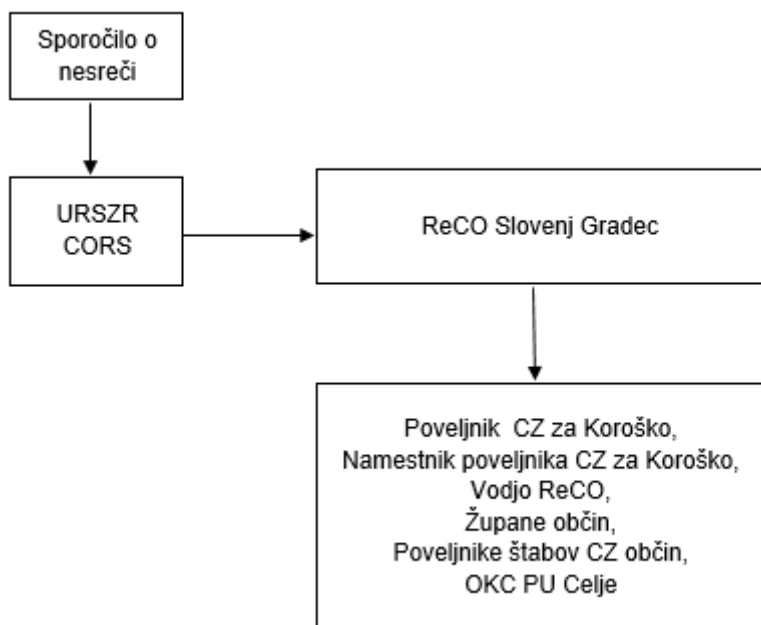 Sporočilo o
nesreči
URSZR
CORS
ReCO Slovenj Gradec
Poveljnik CZ za Koroško,
Namestnik poveljnika CZ za Koroško,
Vodjo ReCO,
Župane občin,
Poveljnike štabov CZ občin,
OKC PU Celje